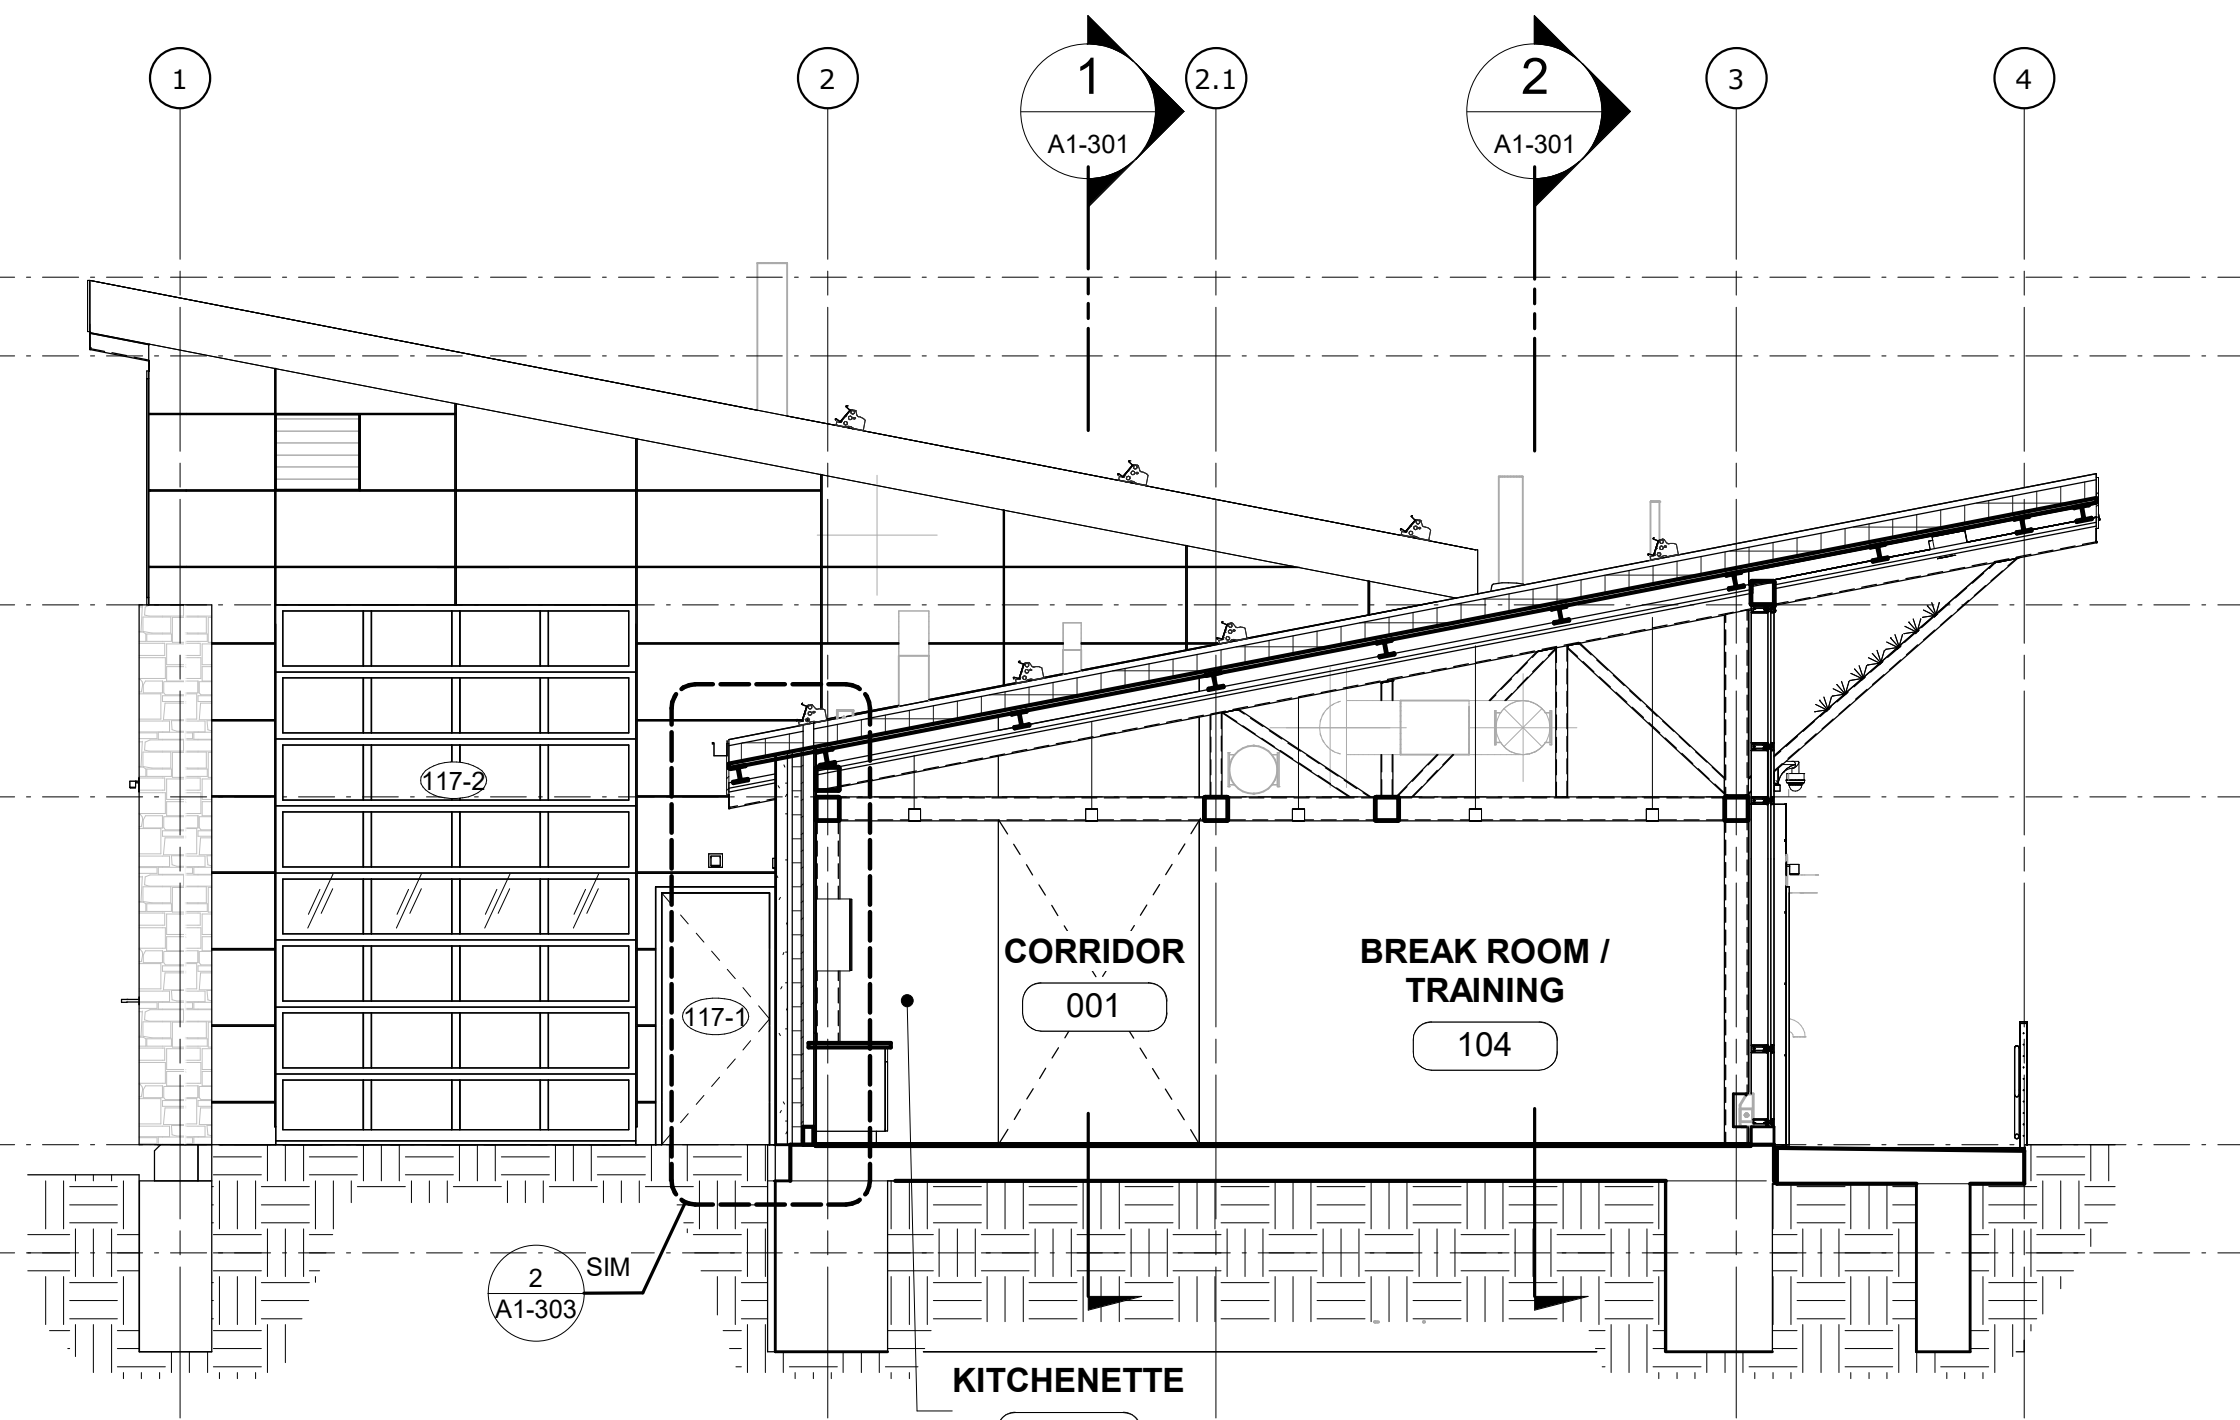 1
2
1
A1-301
2.1
2
A1-301
3
4
117-2
117-1
CORRIDOR
001
BREAK ROOM /
TRAINING
104
2
A1-303
SIM
KITCHENETTE